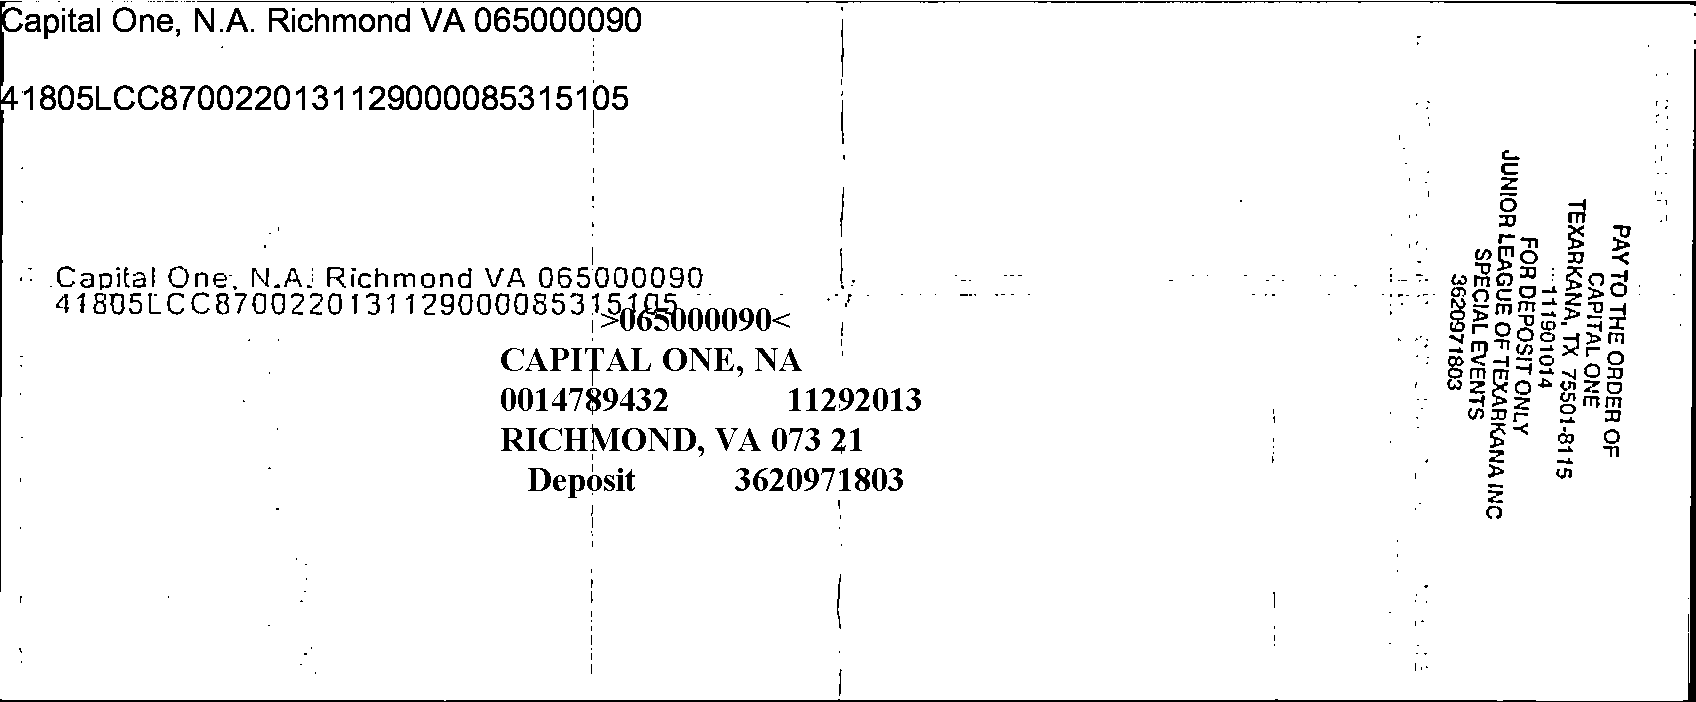 Capital One, N.A. Richmond VA 065000090
41805LCC870022013112900008531​5105
Capital One, N.A. Richmond VA 065000090
41805LCC8700220131129000085315105
>065000090<
CAPITAL ONE, NA
0014789432 11292013
RICHMOND, VA 073 21
Deposit 3620971803
PAY TO THE ORDER OF
CAPITAL ONE
TEXARKANA, TX 75501-8115
111901014
FOR DEPOSIT ONLY
JUNIOR LEAGUE OF TEXARKANA INC
SPECIAL EVENTS
3620971803